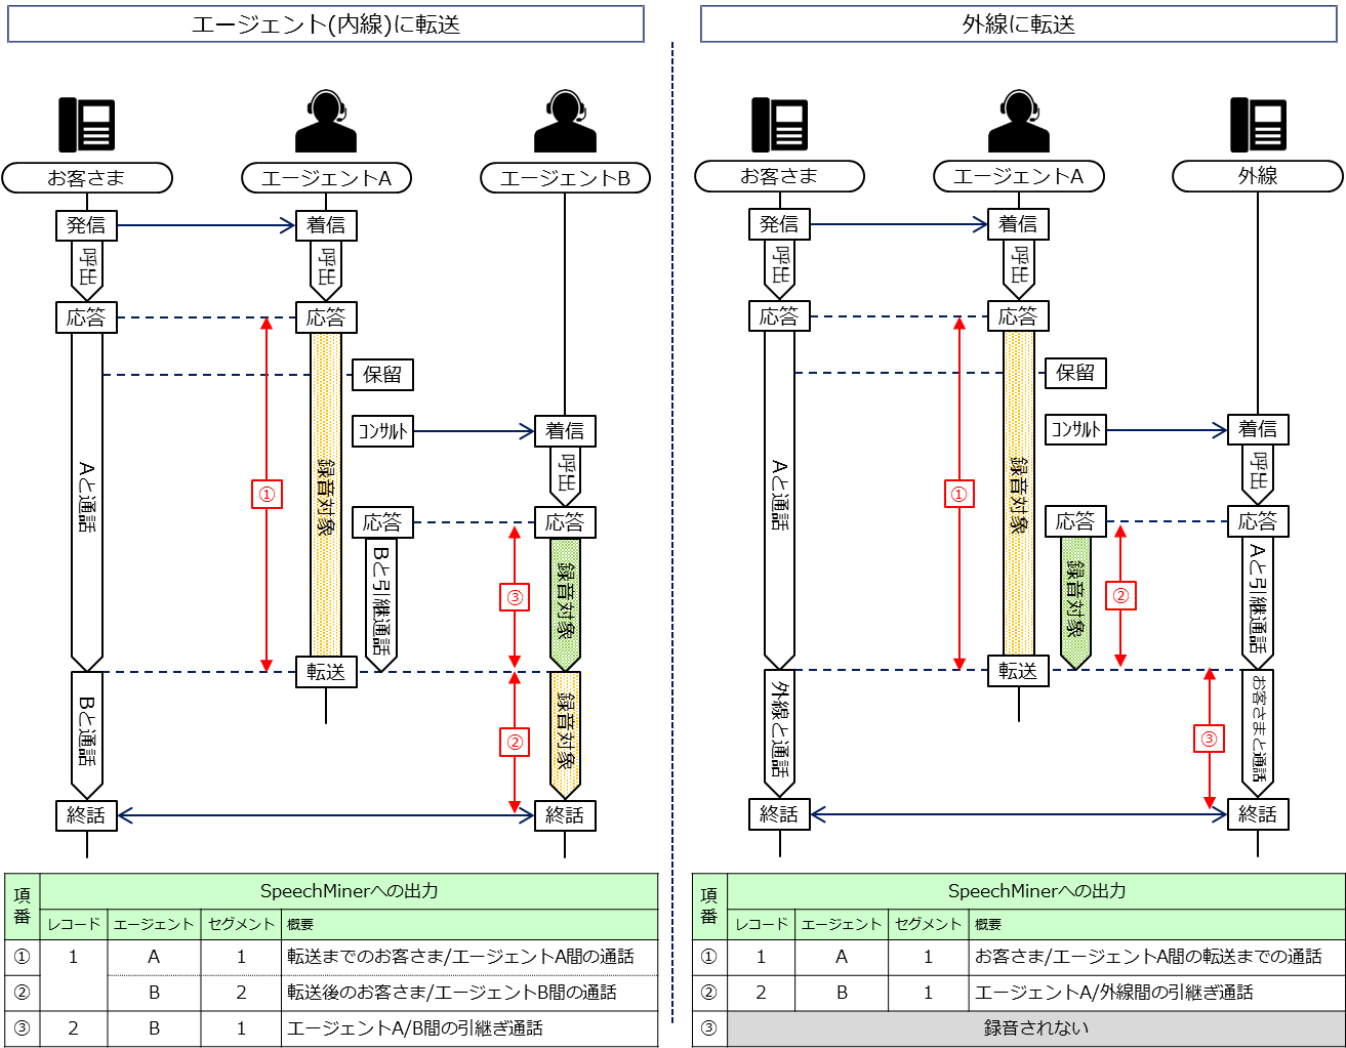 エージェント(内線)に転送
お客さま
エージェントA
エージェントB
発信
着信
呼出
呼出
応答
応答
保留
コンサルト
着信
呼出
Aと通話
①
録音対象
応答
応答
Bと引継通話
③
録音対象
転送
Bと通話
②
録音対象
終話
終話
項番
SpeechMinerへの出力
レコード
エージェント
セグメント
概要
①
1
A
1
転送までのお客さま/エージェントA間の通話
②
B
2
転送後のお客さま/エージェントB間の通話
③
2
B
1
エージェントA/B間の引継ぎ通話
外線に転送
お客さま
エージェントA
外線
発信
着信
呼出
呼出
応答
応答
保留
コンサルト
着信
呼出
Aと通話
①
録音対象
応答
応答
録音対象
②
Aと引継通話
転送
外線と通話
③
お客さまと通話
終話
終話
項番
SpeechMinerへの出力
レコード
エージェント
セグメント
概要
①
1
A
1
お客さま/エージェントA間の転送までの通話
②
2
B
1
エージェントA/外線間の引継ぎ通話
③
録音されない